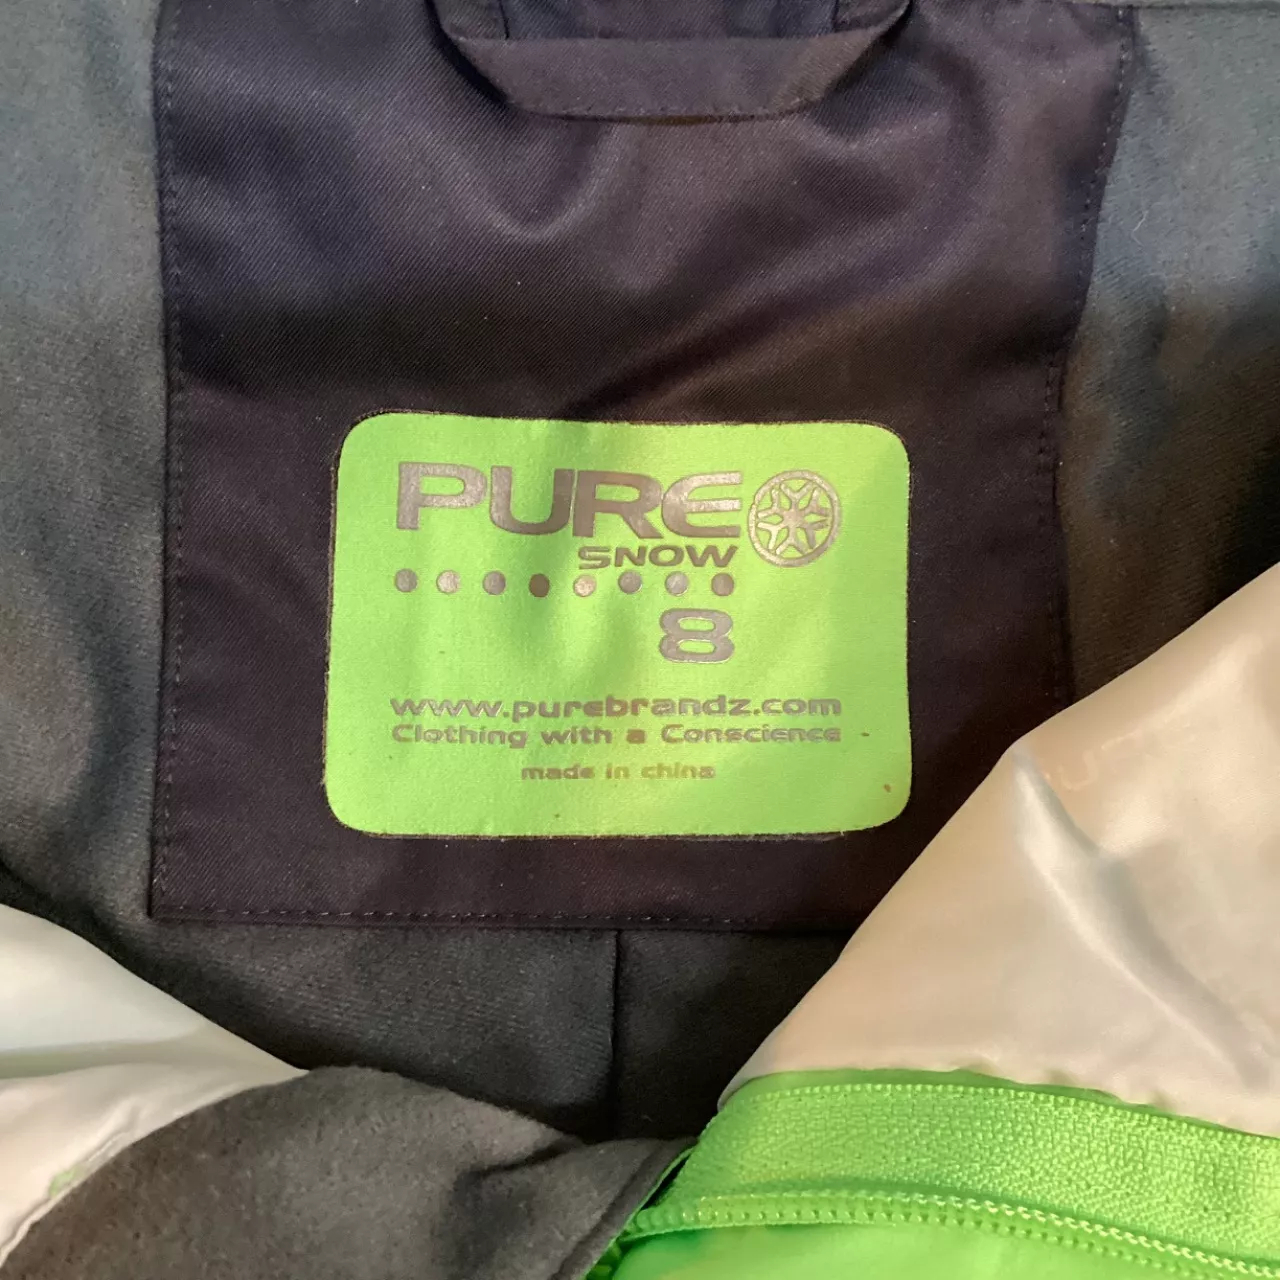 PURE
SNOW
8
www.purebrandz.com
Clothing with a Conscience
made in china